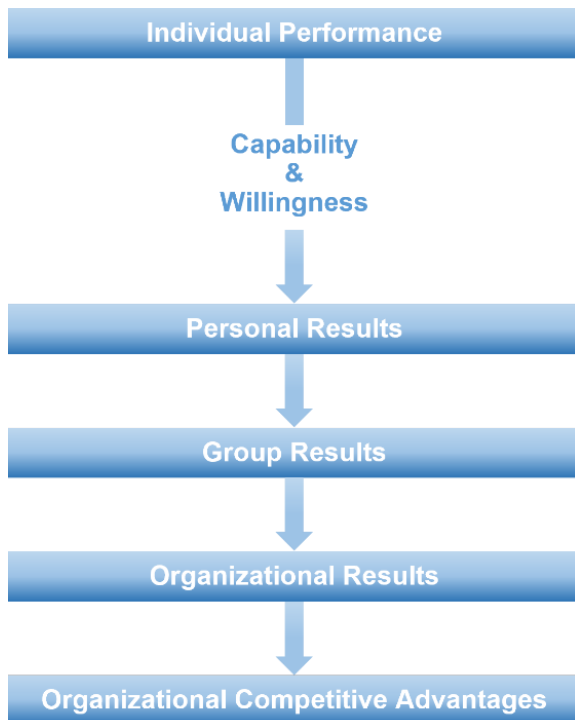 Individual Performance
Capability
&
Willingness
Personal Results
Group Results
Organizational Results
Organizational Competitive Advantages